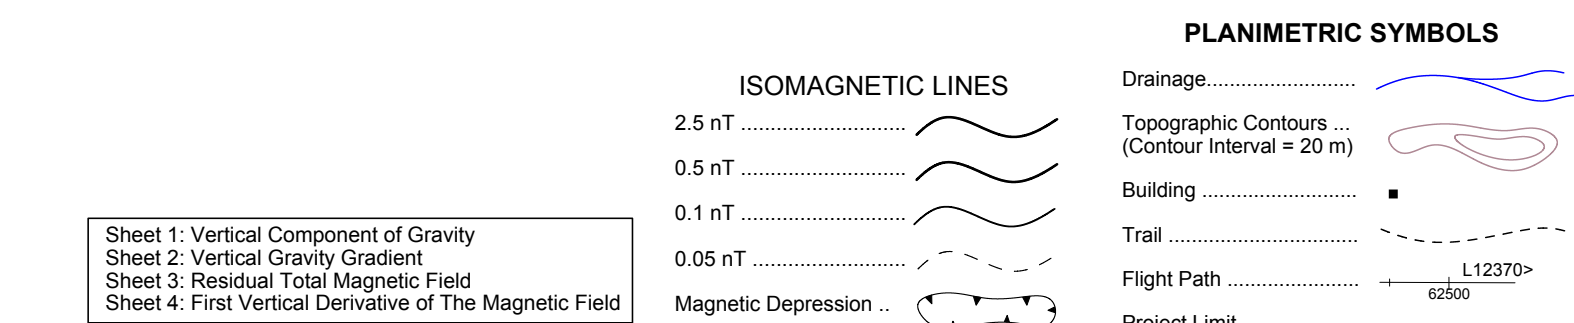 PLANIMETRIC SYMBOLS
ISOMAGNETIC LINES
2.5 nT ............................
0.5 nT ............................
0.1 nT ............................
0.05 nT ..........................
Magnetic Depression ..
Drainage..........................
Topographic Contours ...
(Contour Interval = 20 m)
Building ...........................
Trail ................................
Flight Path .......................
L12370>
62500
Project Limit
Sheet 1: Vertical Component of Gravity
Sheet 2: Vertical Gravity Gradient
Sheet 3: Residual Total Magnetic Field
Sheet 4: First Vertical Derivative of The Magnetic Field